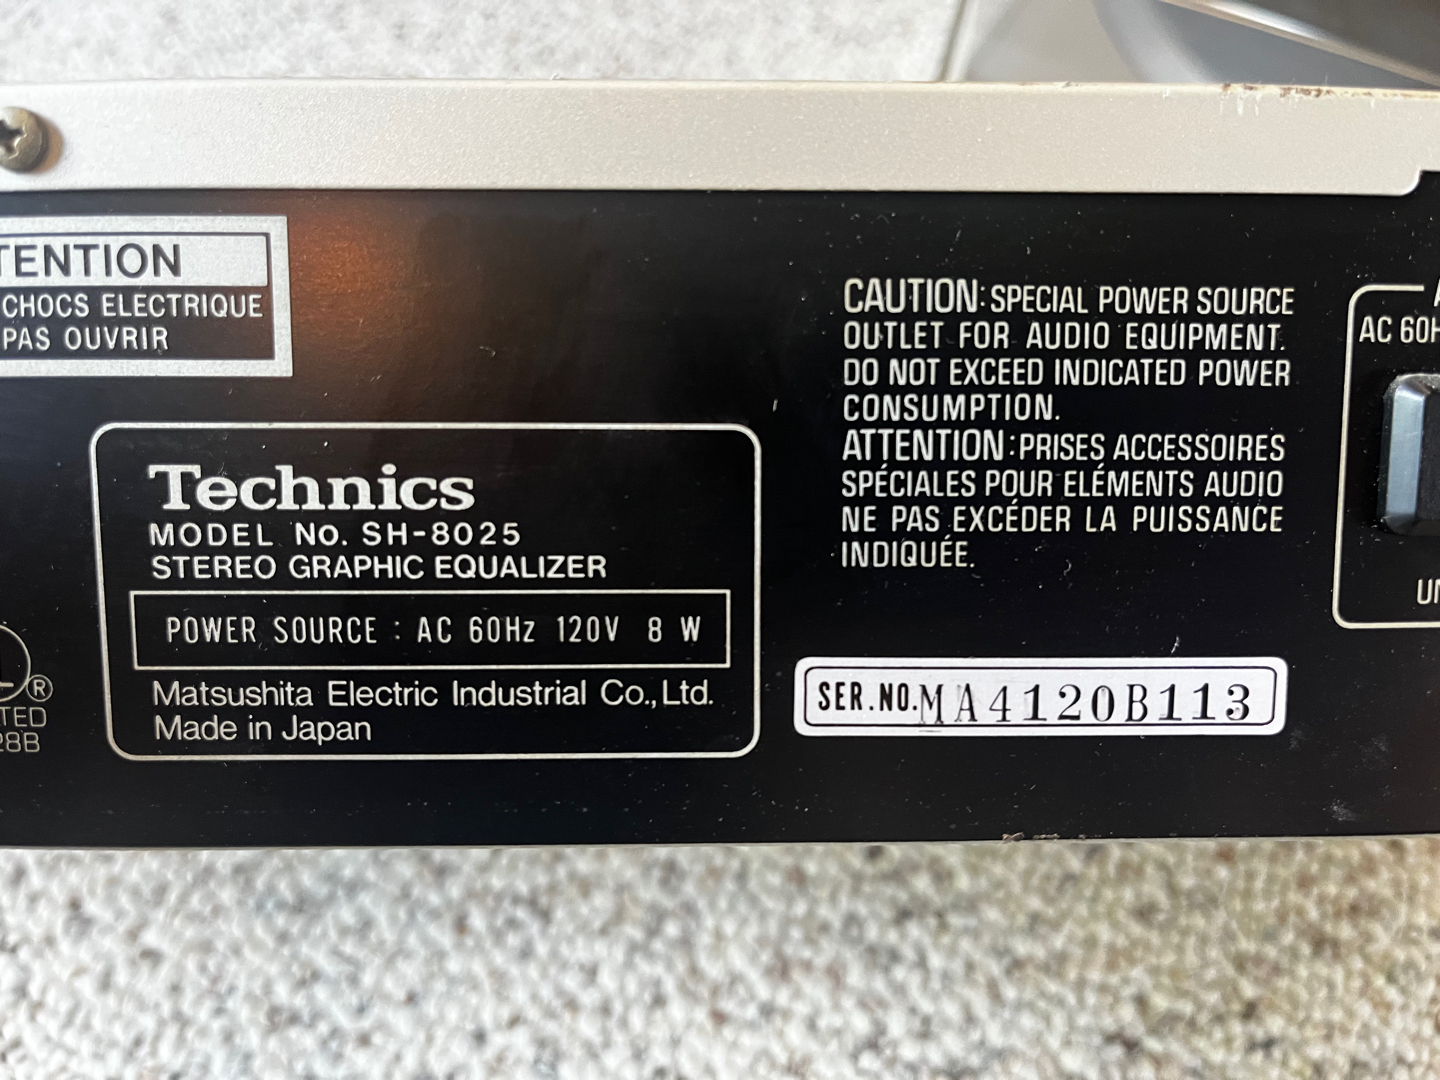 TENTION
CHOCS ELECTRIQUE
PAS OUVRIR
Technics
MODEL No. SH-8025
STEREO GRAPHIC EQUALIZER
POWER SOURCE : AC 60Hz 120V 8 W
Matsushita Electric Industrial Co., Ltd.
Made in Japan
®
TED
28B
CAUTION: SPECIAL POWER SOURCE
OUTLET FOR AUDIO EQUIPMENT.
DO NOT EXCEED INDICATED POWER
CONSUMPTION.
ATTENTION: PRISES ACCESSOIRES
SPÉCIALES POUR ELÉMENTS AUDIO
NE PAS EXCÉDER LA PUISSANCE
INDIQUÉE.
SER.NO. MA4120B113
AC 60H
UN